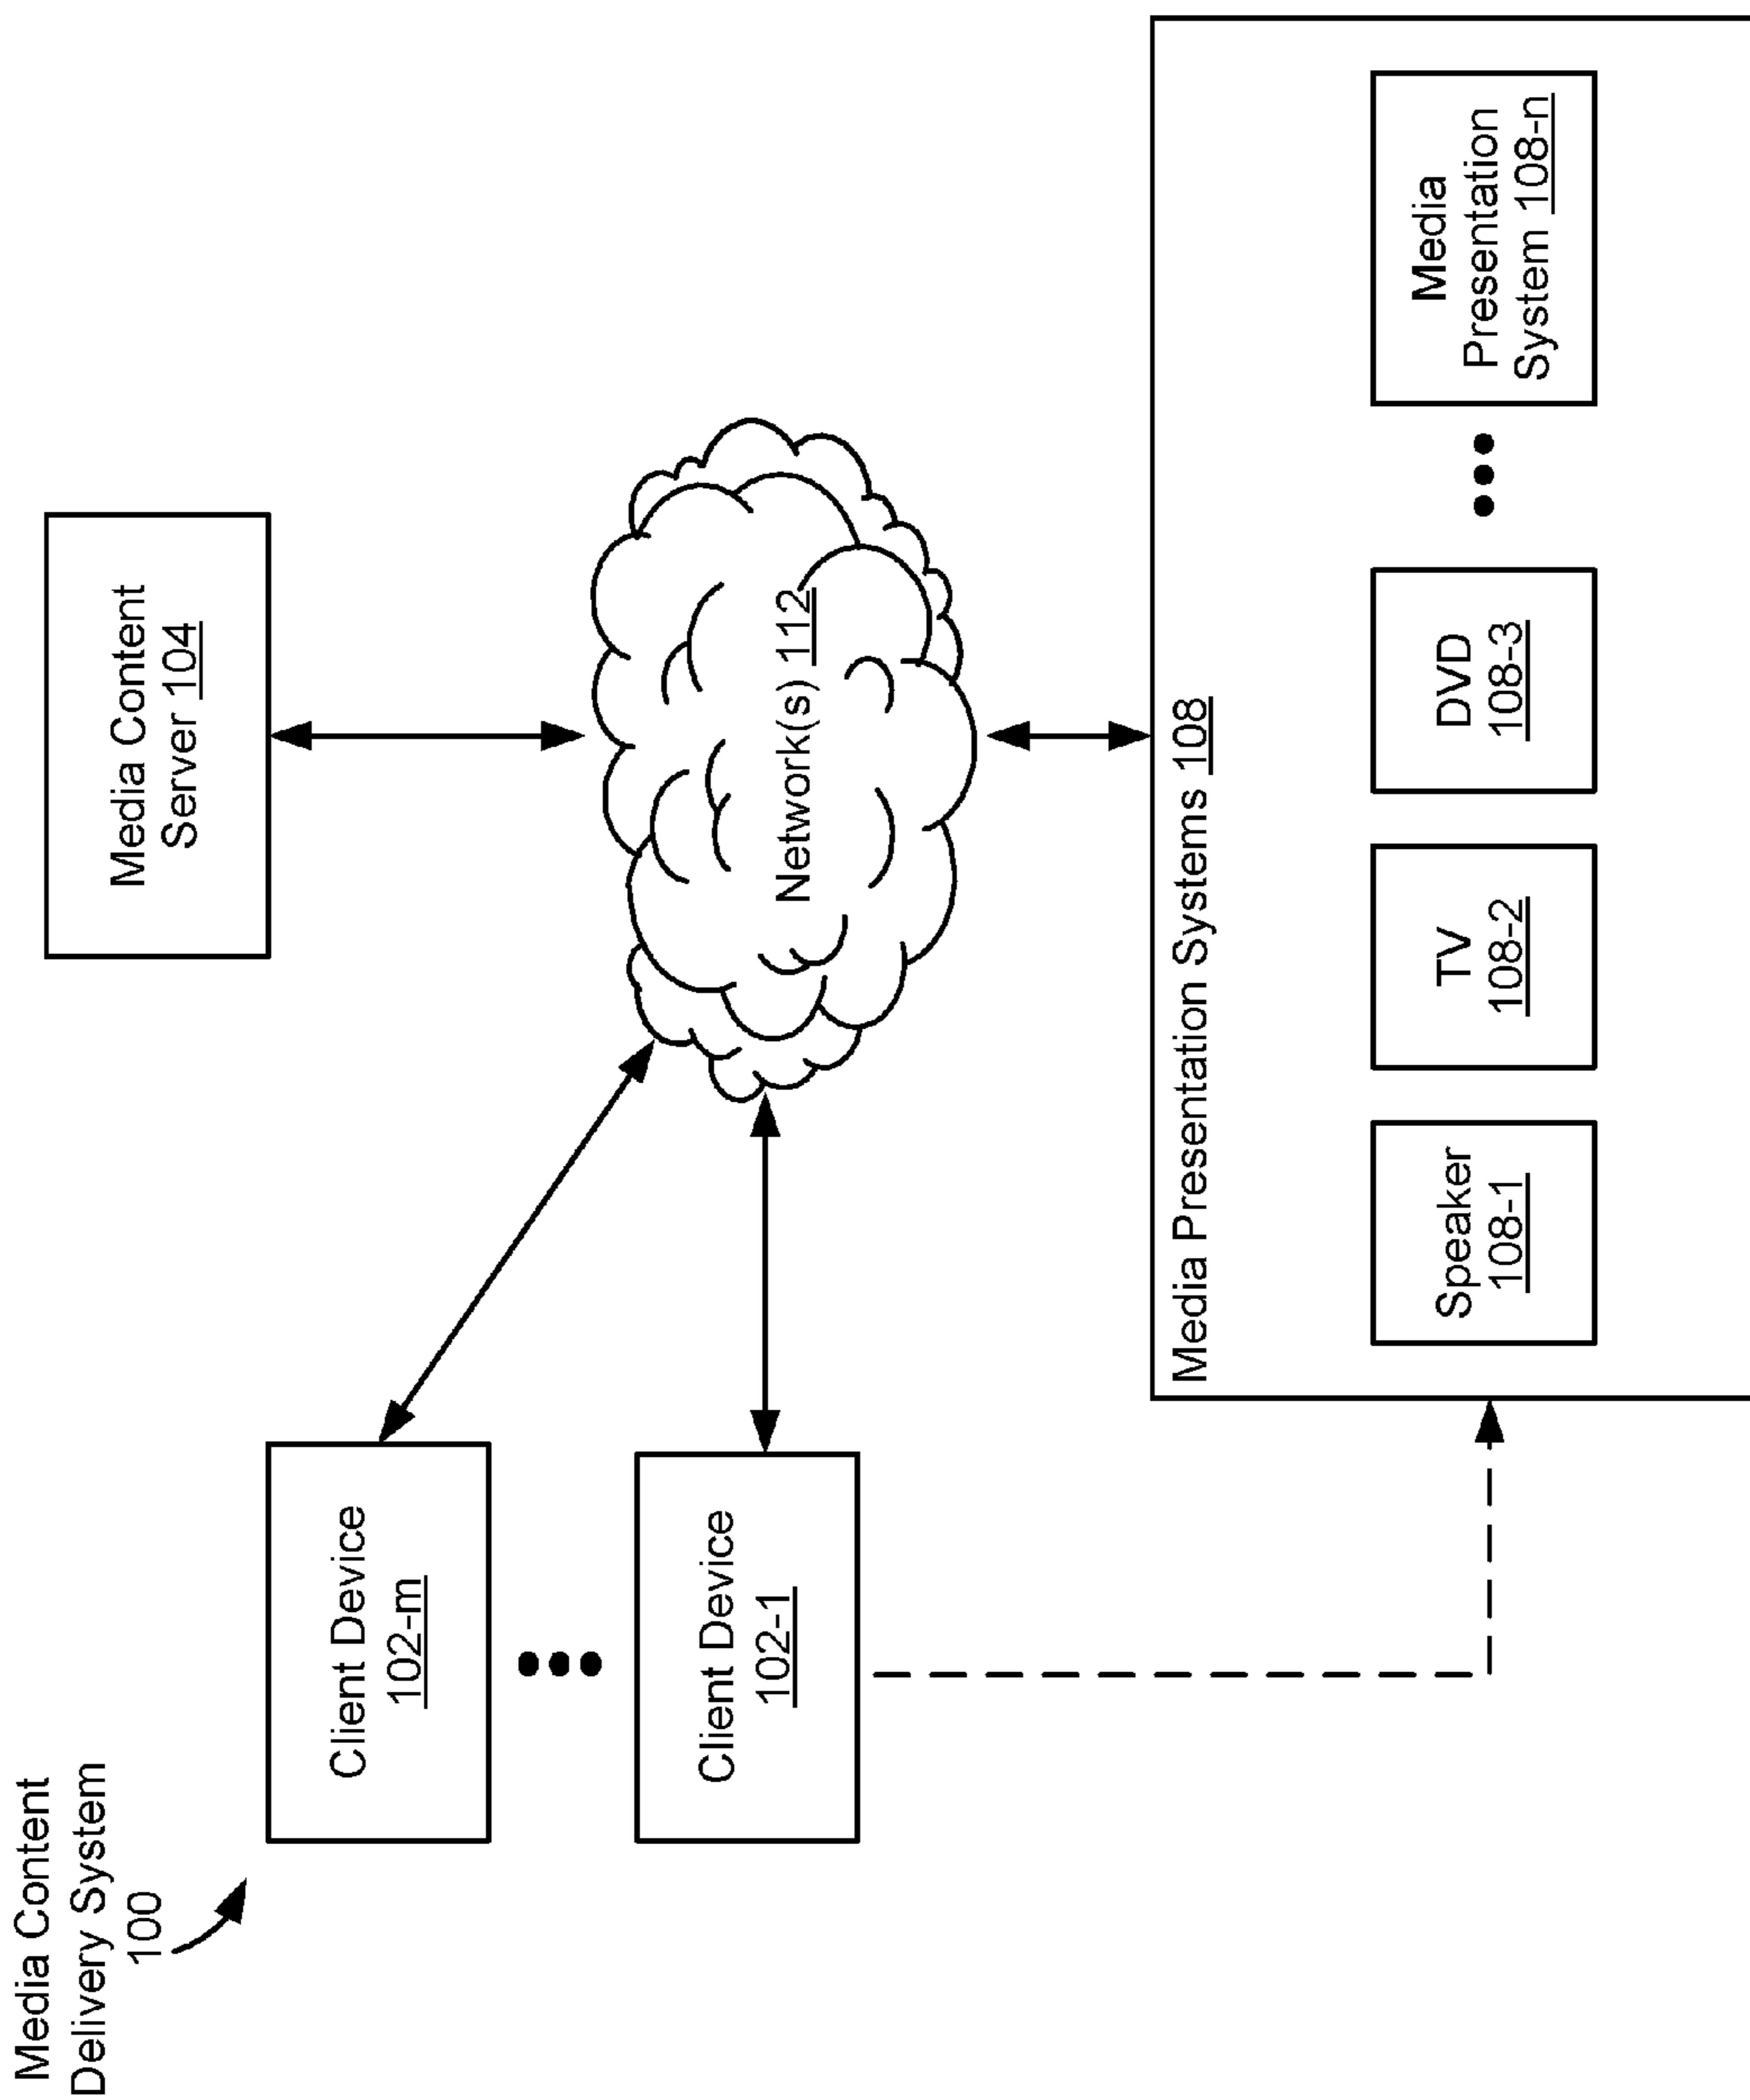 Media Content
Delivery System
100
Media Content
Server 104
Client Device
102-m
Client Device
102-1
Network(s) 112
Media Presentation Systems 108
Speaker
108-1
TV
108-2
DVD
108-3
Media
Presentation
System 108-n